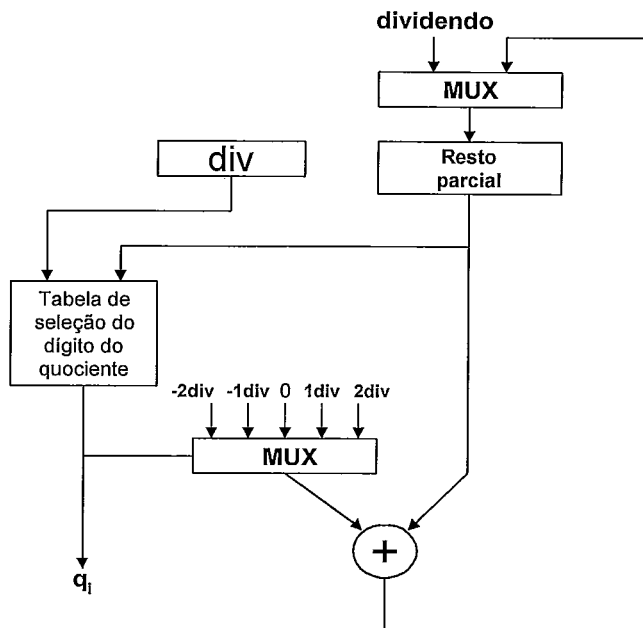 dividendo
MUX
Resto
parcial
div
Tabela de
seleção do
dígito do
quociente
-2div -1div 0 1div 2div
MUX
+
qi